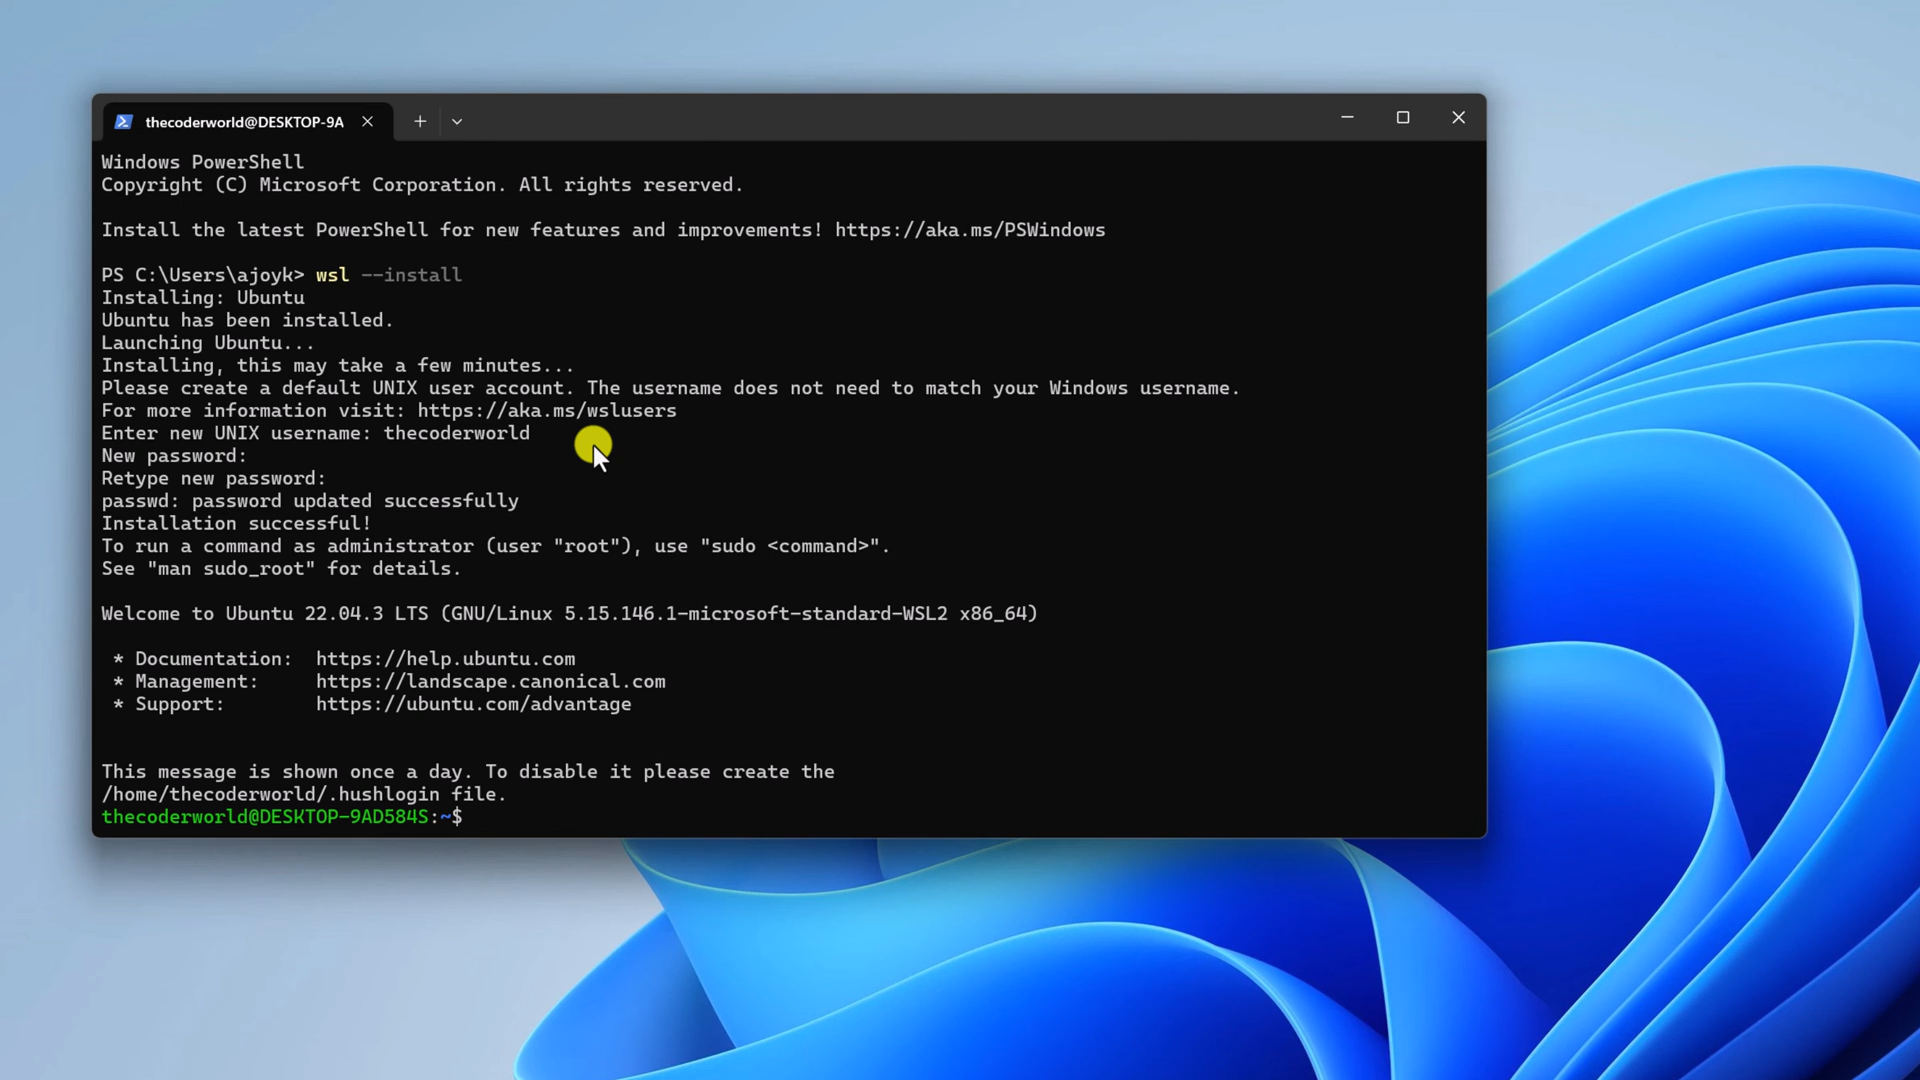 thecoderworld@DESKTOP-9A
Windows PowerShell
Copyright (C) Microsoft Corporation. All rights reserved.
Install the latest PowerShell for new features and improvements! https://aka.ms/PSWindows
PS C:\Users\ajoyk> wsl --install
Installing: Ubuntu
Ubuntu has been installed.
Launching Ubuntu...
Installing, this may take a few minutes...
Please create a default UNIX user account. The username does not need to match your Windows username.
For more information visit: https://aka.ms/wslusers
Enter new UNIX username: thecoderworld
New password:
Retype new password:
passwd: password updated successfully
Installation successful!
To run a command as administrator (user "root"), use "sudo <command>".
See "man sudo_root" for details.
Welcome to Ubuntu 22.04.3 LTS (GNU/Linux 5.15.146.1-microsoft-standard-WSL2 x86_64)
* Documentation:  https://help.ubuntu.com
* Management:     https://landscape.canonical.com
* Support:        https://ubuntu.com/advantage
This message is shown once a day. To disable it please create the
/home/thecoderworld/.hushlogin file.
thecoderworld@DESKTOP-9AD584S:~$